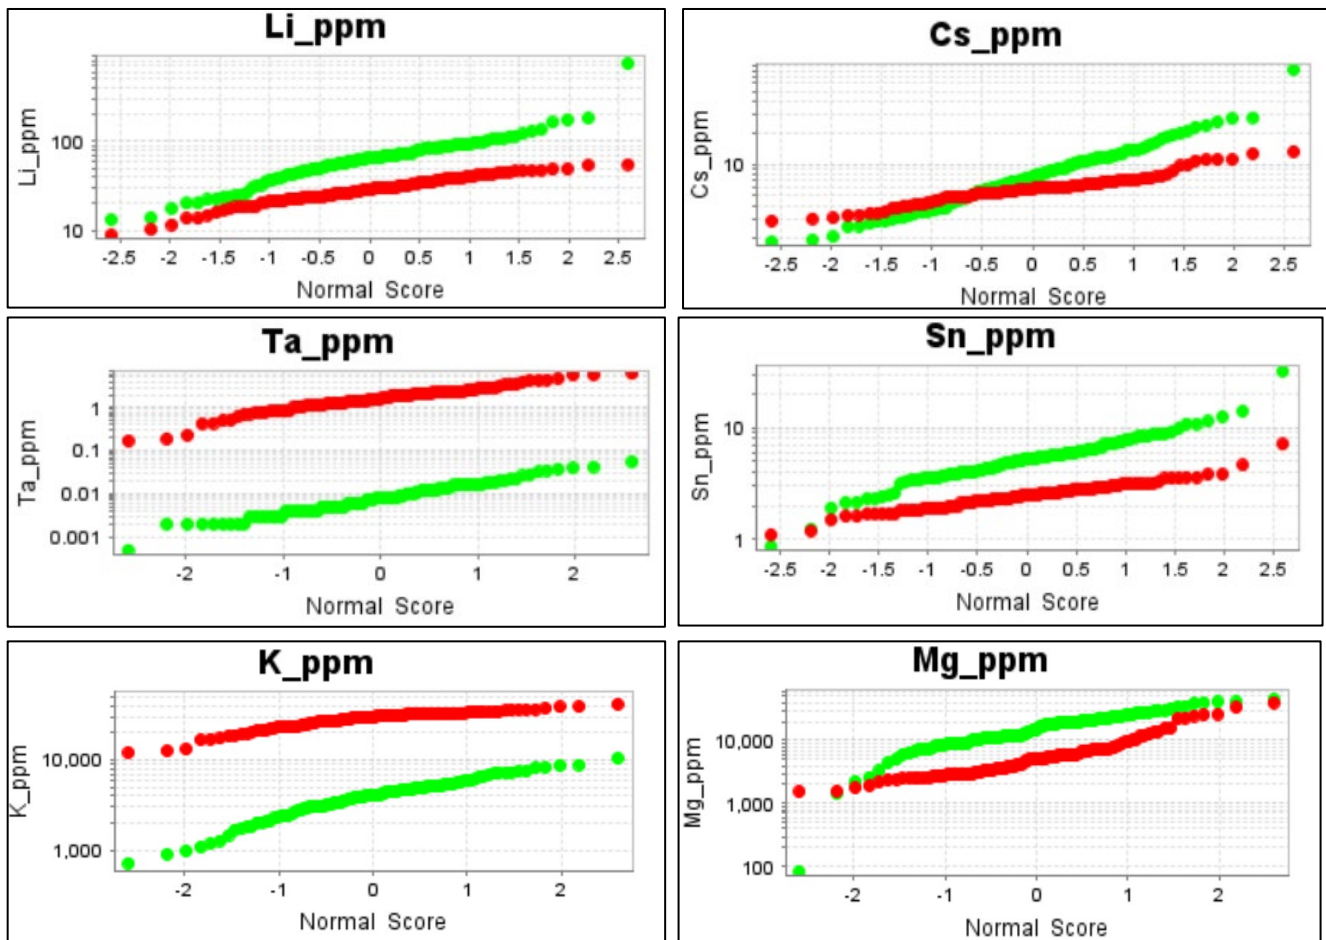 Li_ppm
Li_ppm
100
10
-2.5 -2 -1.5 -1 -0.5 0 0.5 1 1.5 2 2.5
Normal Score
Cs_ppm
Cs_ppm
10
-2.5 -2 -1.5 -1 -0.5 0 0.5 1 1.5 2 2.5
Normal Score
Ta_ppm
Ta_ppm
1
0.1
0.01
0.001
-2 -1 0 1 2
Normal Score
Sn_ppm
Sn_ppm
10
1
-2.5 -2 -1.5 -1 -0.5 0 0.5 1 1.5 2 2.5
Normal Score
K_ppm
K_ppm
10,000
1,000
-2 -1 0 1 2
Normal Score
Mg_ppm
Mg_ppm
10,000
1,000
100
-2 -1 0 1 2
Normal Score